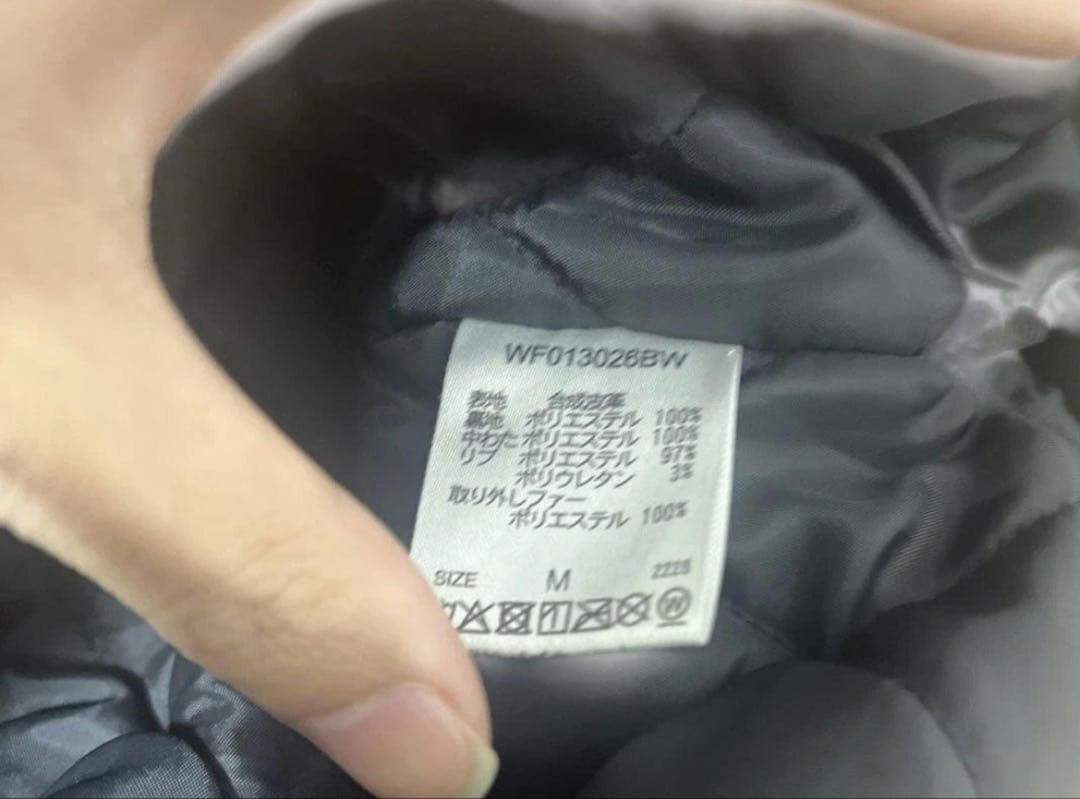 WF013026BW
表地 合成皮革
裏地 ポリエステル 100%
中わた ポリエステル 100%
リブ ポリエステル 97%
ポリウレタン 3%
取り外しファー
ポリエステル 100%
SIZE M
W